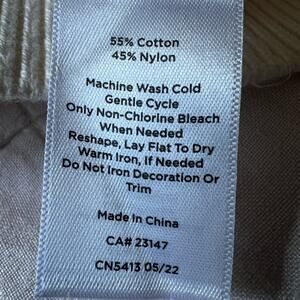 55% Cotton
45% Nylon
Machine Wash Cold
Gentle Cycle
Only Non-Chlorine Bleach
When Needed
Reshape, Lay Flat To Dry
Warm Iron, If Needed
Do Not Iron Decoration Or
Trim
Made In China
CA# 23147
CN5413 05/22